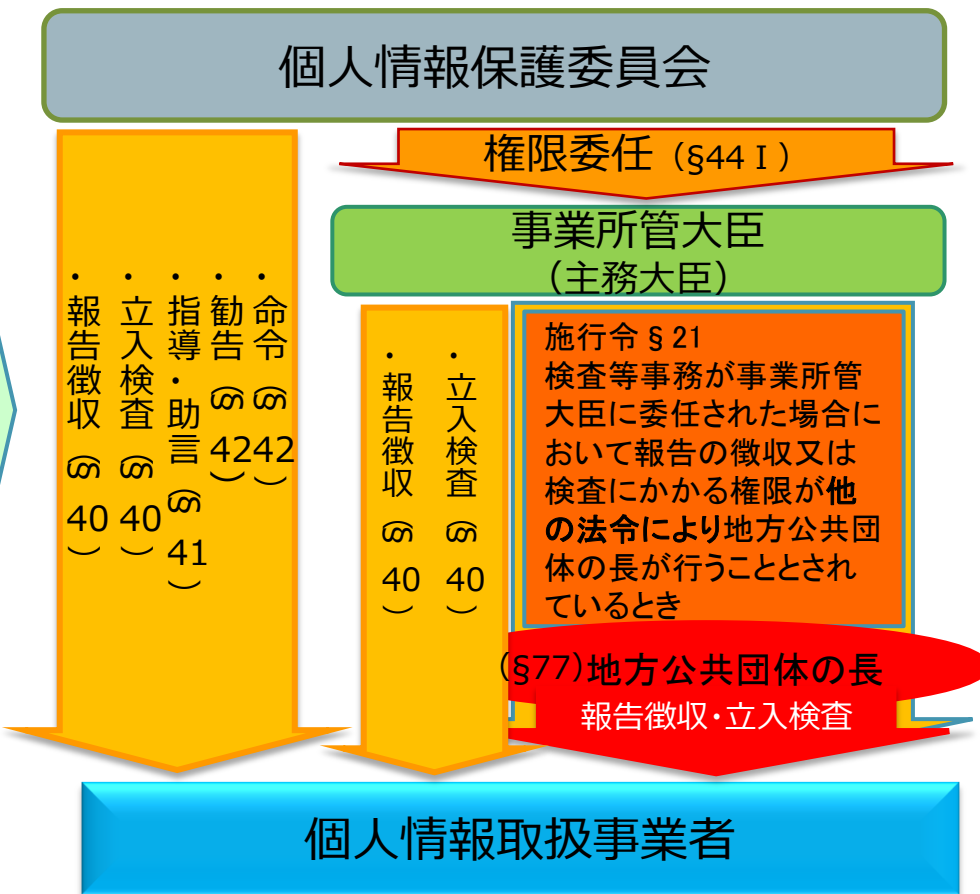 個人情報保護委員会
権限委任（§44Ⅰ）
事業所管大臣
（主務大臣）
・命令（§42）
・勧告（§42）
・指導・助言（§41）
・立入検査（§40）
・報告徴収（§40）
・立入検査（§40）
・報告徴収（§40）
施行令§21
検査等事務が事業所管
大臣に委任された場合に
おいて報告の徴収又は
検査にかかる権限が他
の法令により地方公共団
体の長が行うこととされ
ているとき
(§77)地方公共団体の長
報告徴収・立入検査
個人情報取扱事業者